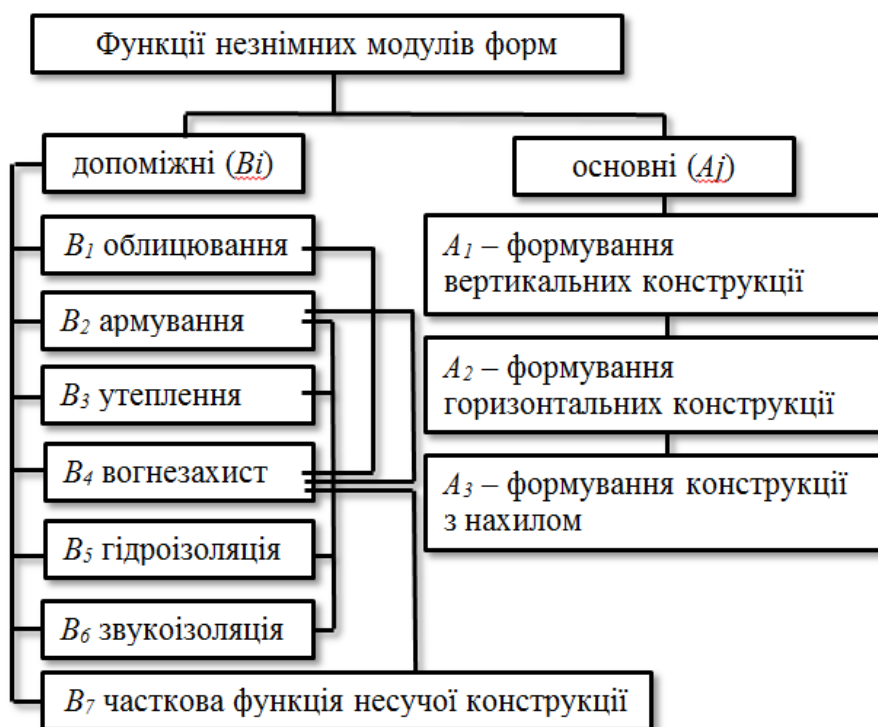 Функції незнімних модулів форм
допоміжні (Bi)
основні (Aj)
B1 облицювання
B2 армування
B3 утеплення
B4 вогнезахист
B5 гідроізоляція
B6 звукоізоляція
B7 часткова функція несучої конструкції
A1 – формування
вертикальних конструкції
A2 – формування
горизонтальних конструкції
A3 – формування конструкції
з нахилом